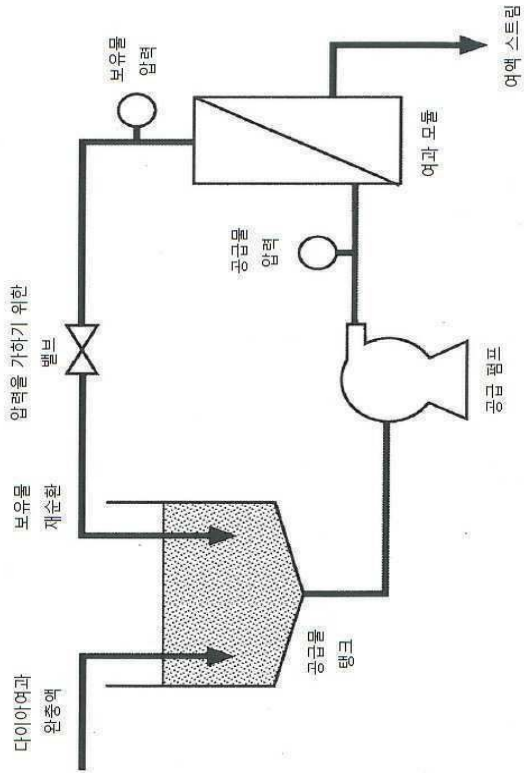 다이아여과
완충액
보유물
재순환
압력을 가하기 위한
밸브
보유물
압력
공급물
압력
공급물
탱크
공급 펌프
여과 모듈
여액 스트림